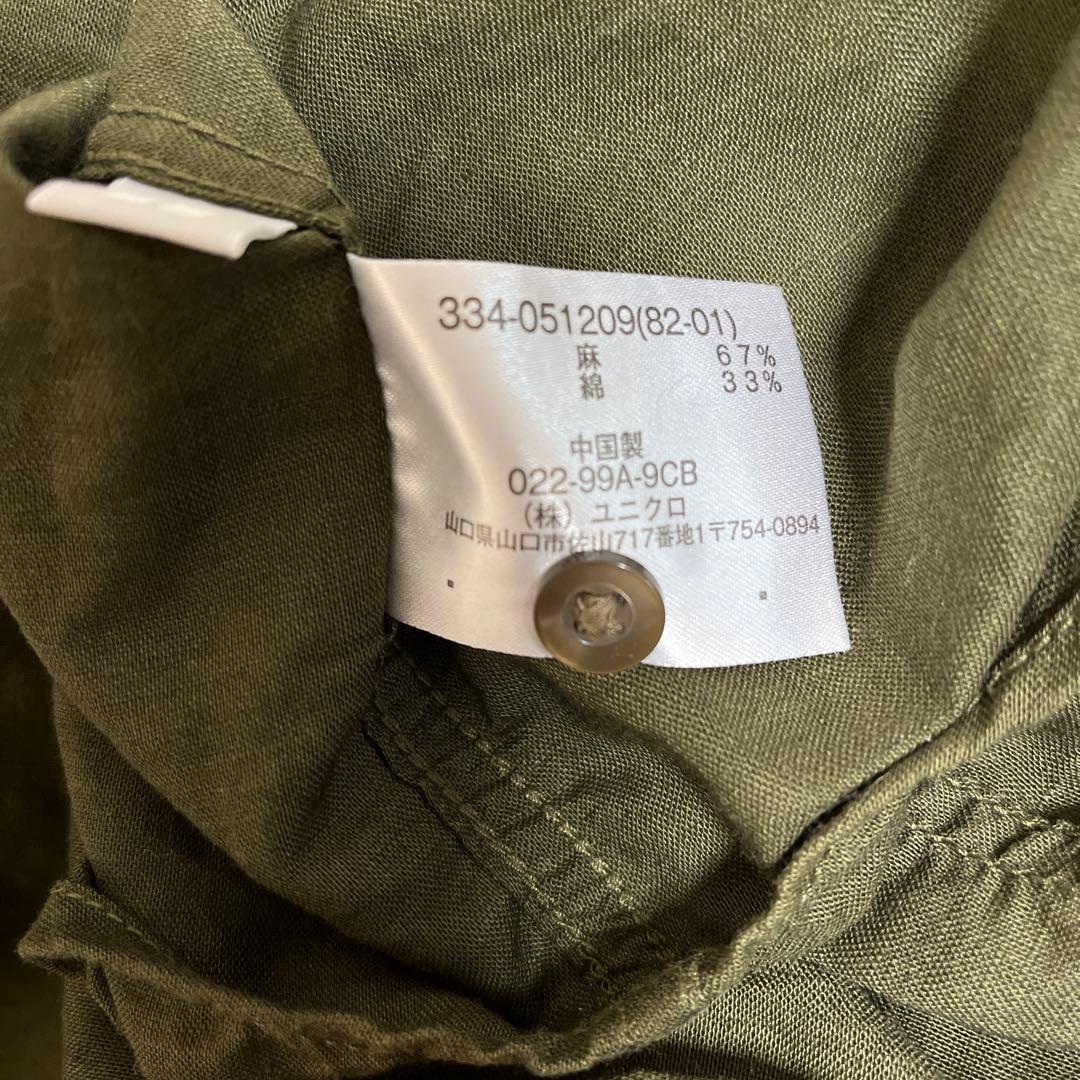 334-051209(82-01)
麻 67%
綿 33%
中国製
022-99A-9CB
(株) ユニクロ
山口県山口市佐山717番地1〒754-0894